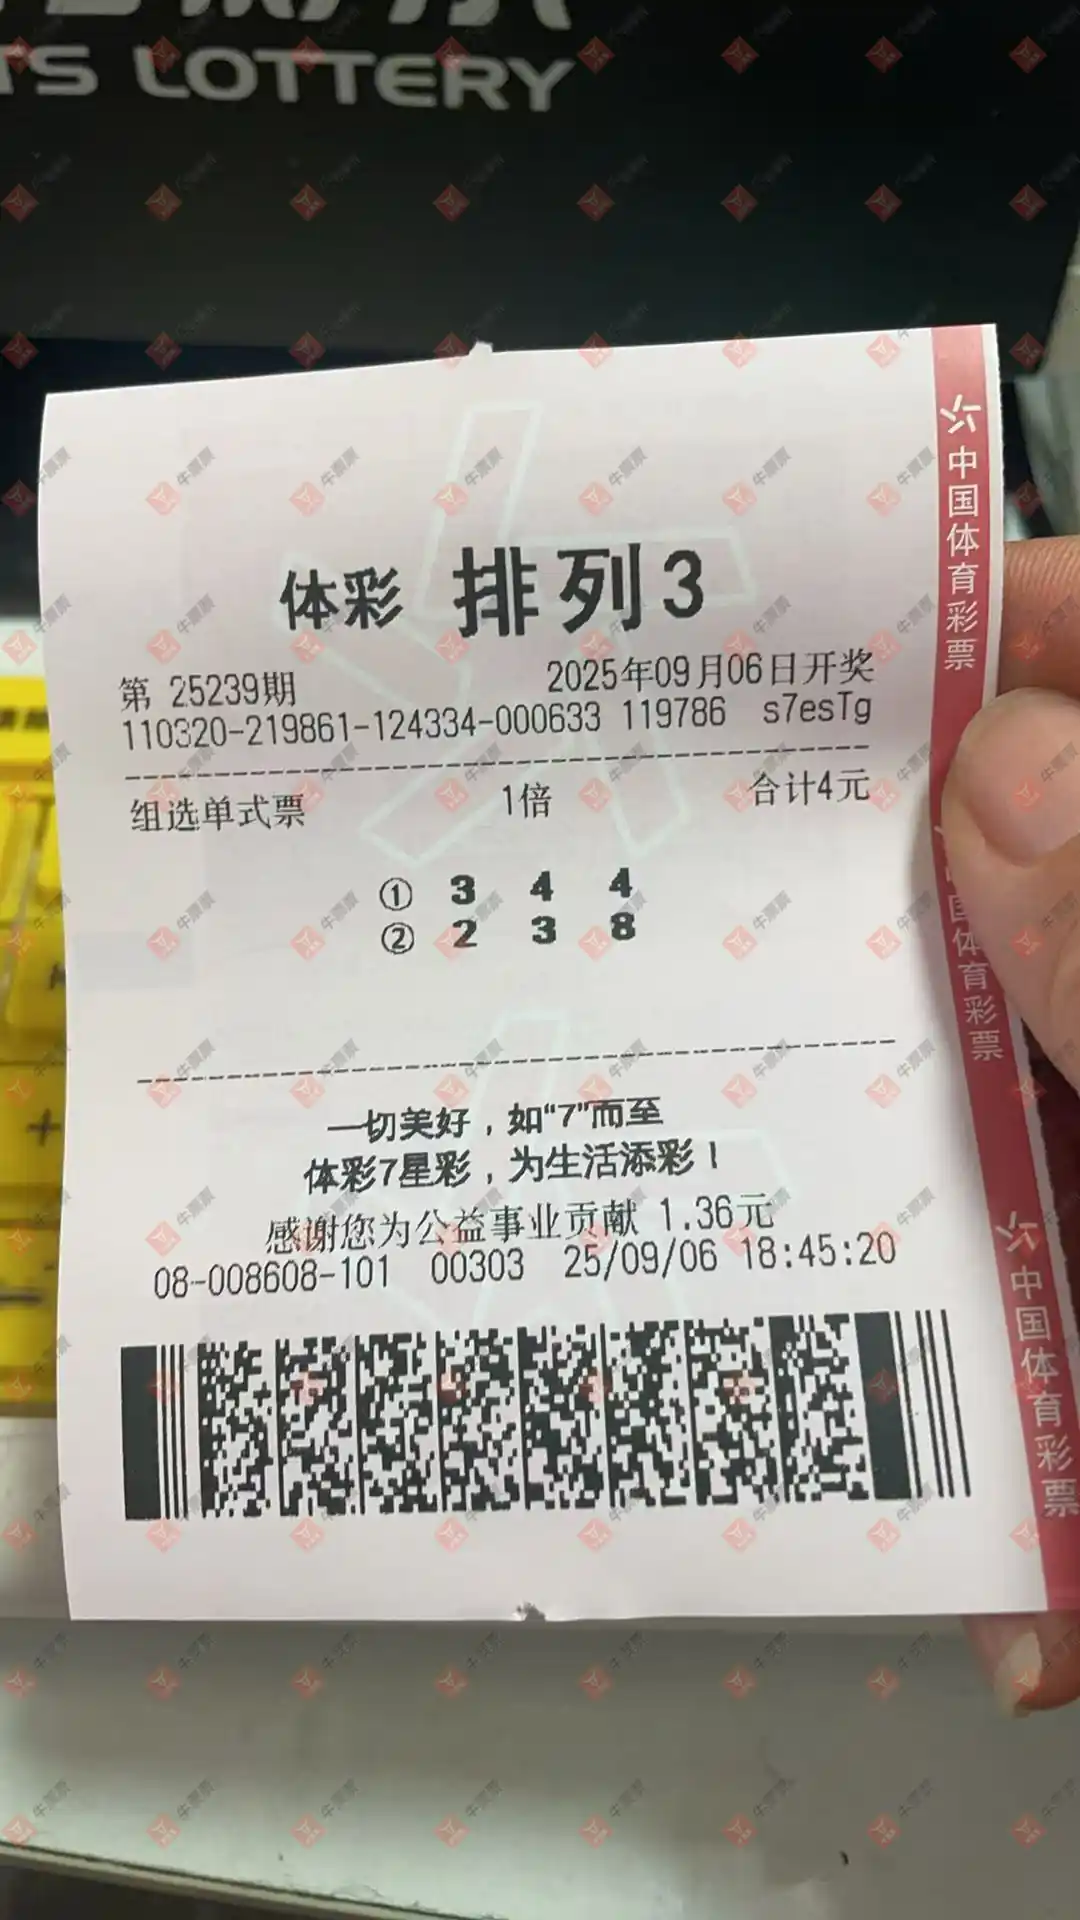 TS LOTTERY
中国体育彩票
体彩 排列3
第 25239期 2025年09月06日开奖
110320-219861-124334-000633 119786 s7esTg
组选单式票 1倍 合计4元
① 3 4 4
② 2 3 8
中国体育彩票
一切美好，如“7”而至
体彩7星彩，为生活添彩！
感谢您为公益事业贡献 1.36元
08-008608-101 00303 25/09/06 18:45:20
中国体育彩票
牛票票